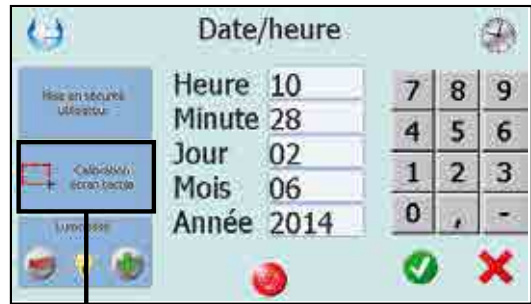 Date/heure
Mise en sécurité
utilisateur
Calibration
écran tactile
Luminosité
Heure 10
Minute 28
Jour 02
Mois 06
Année 2014
7 8 9
4 5 6
1 2 3
0 , -